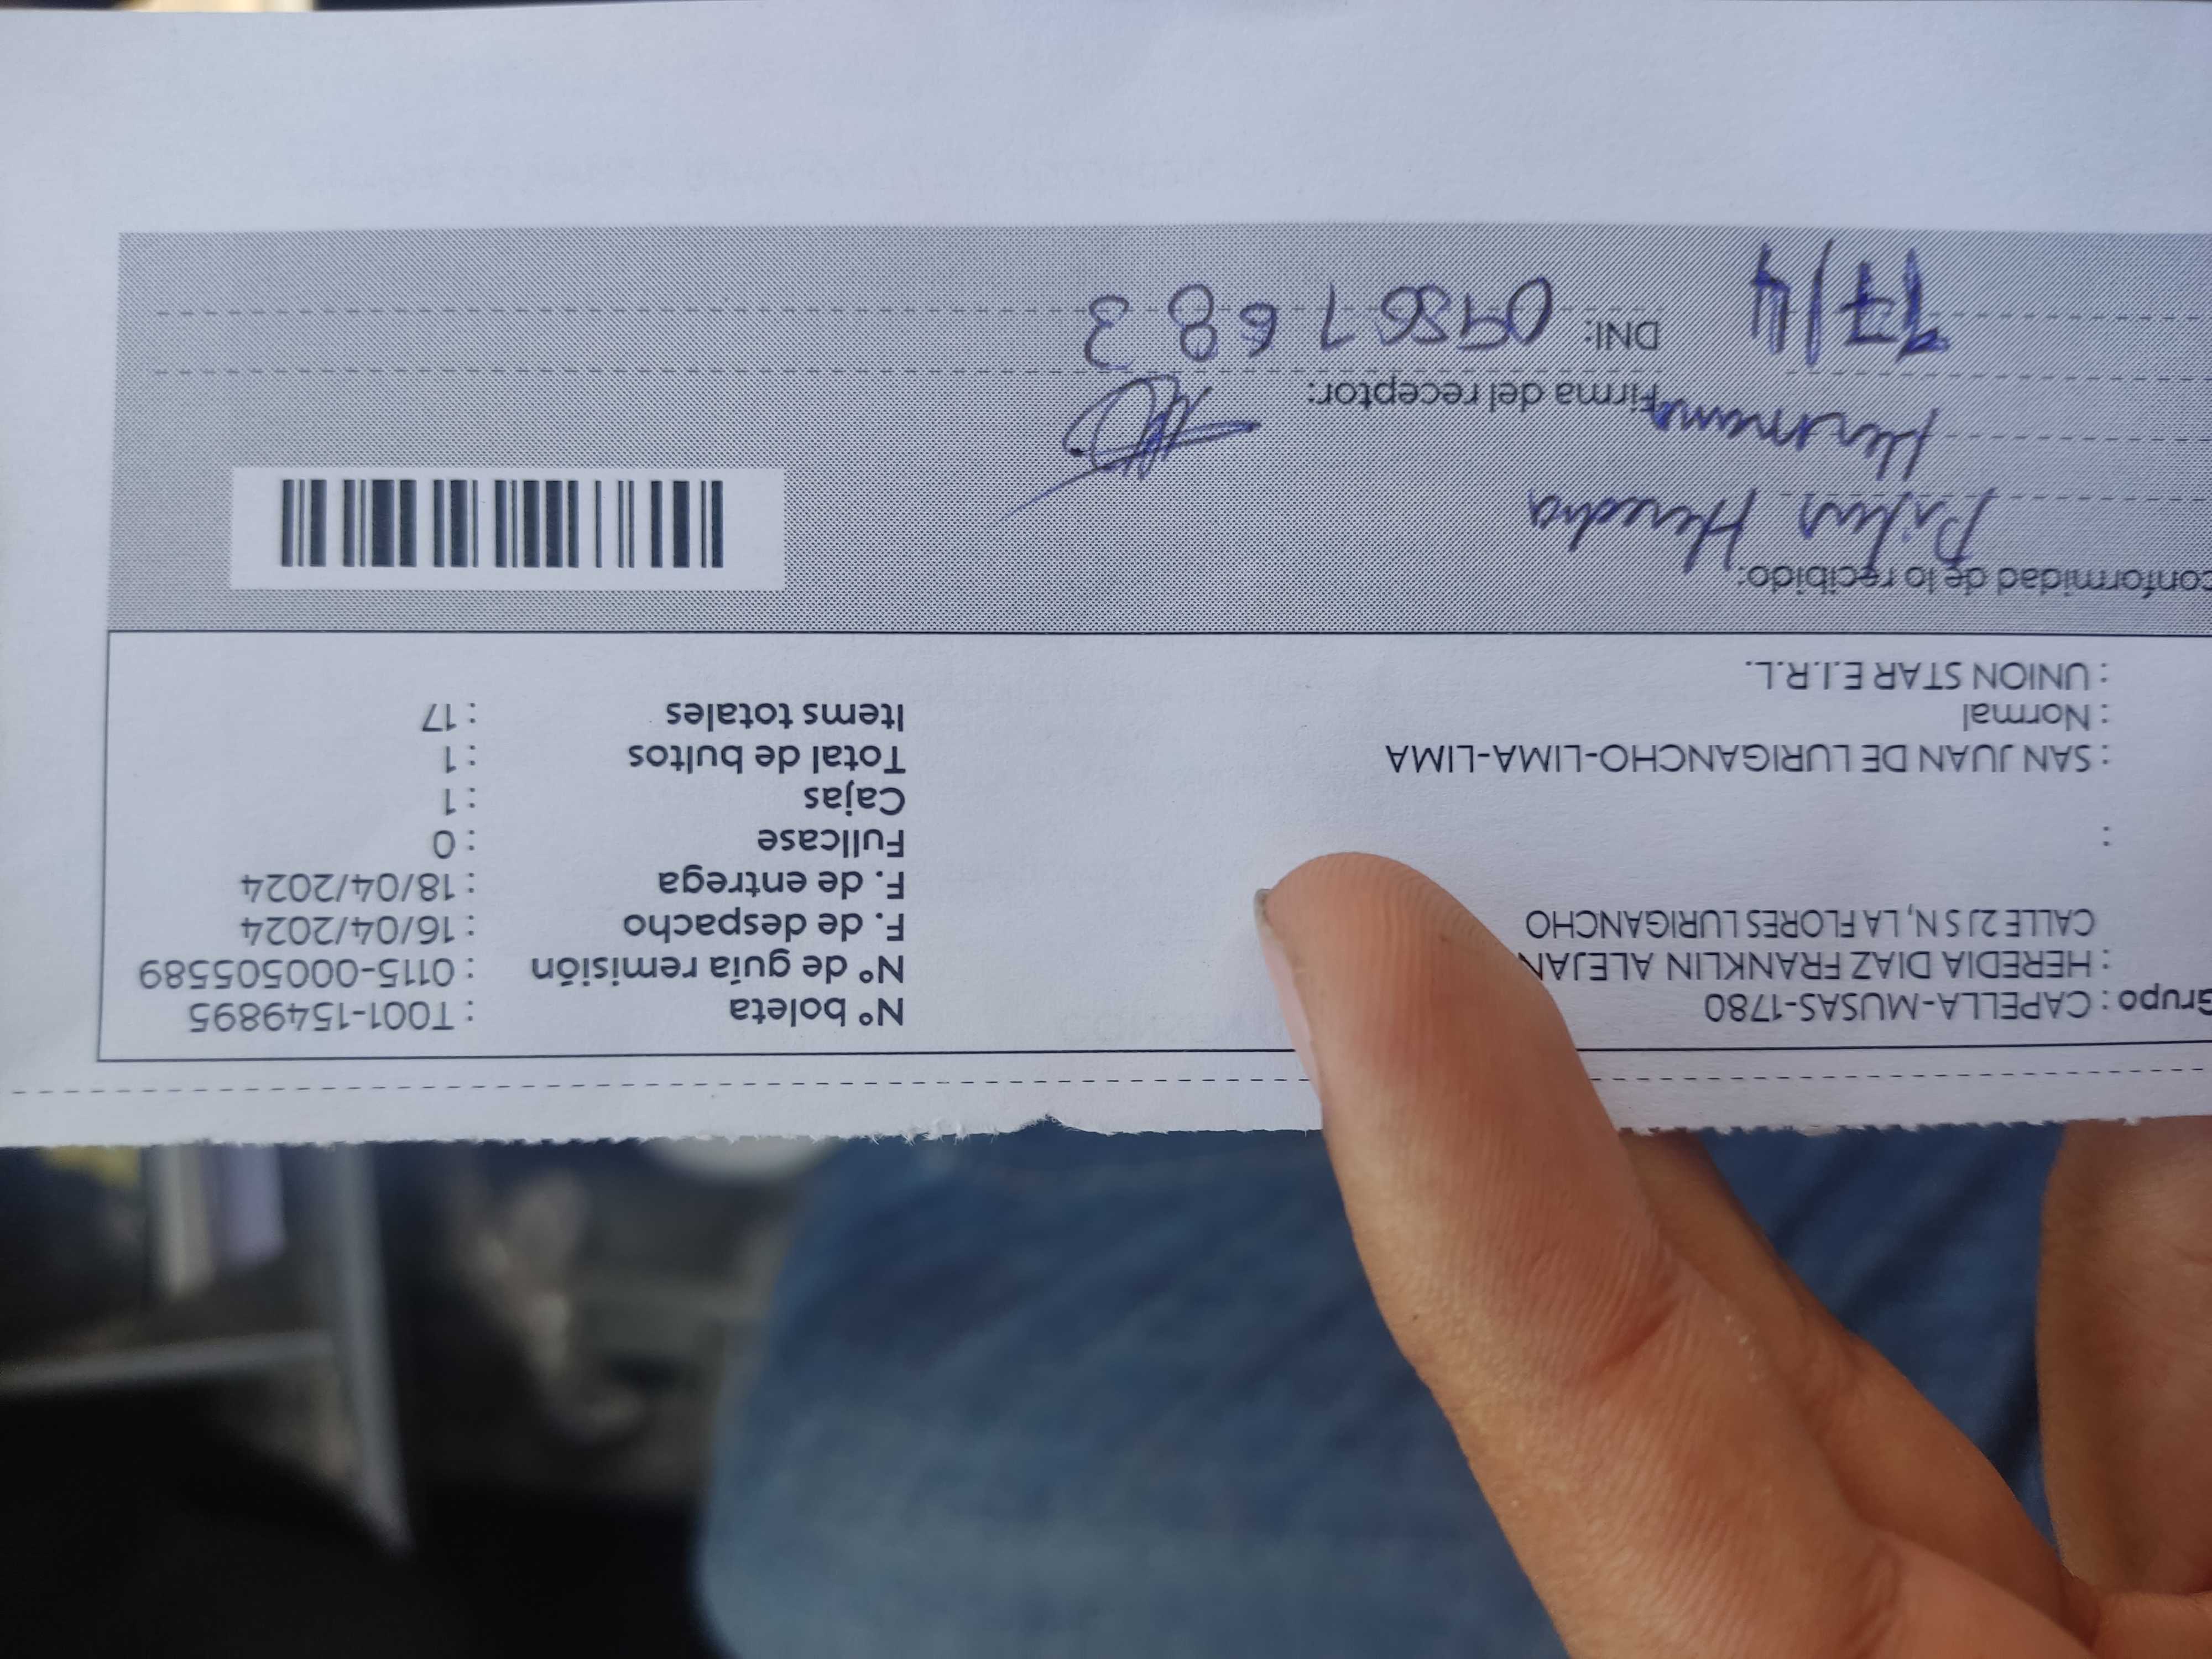 Grupo : CAPELLA-MUSAS-1780
: HEREDIA DIAZ FRANKLIN ALEJAN
CALLE 2J S N, LA FLORES LURIGANCHO
:
: SAN JUAN DE LURIGANCHO-LIMA-LIMA
: Normal
: UNION STAR E.I.R.L.
N° boleta : T001-1549895
N° de guía remisión : 0115-000505589
F. de despacho : 16/04/2024
F. de entrega : 18/04/2024
Fullcase : 0
Cajas : 1
Total de bultos : 1
Items totales : 17
conformidad de lo recibido:
Heredia
Hermana
17/4
Firma del receptor:
DNI: 09867683